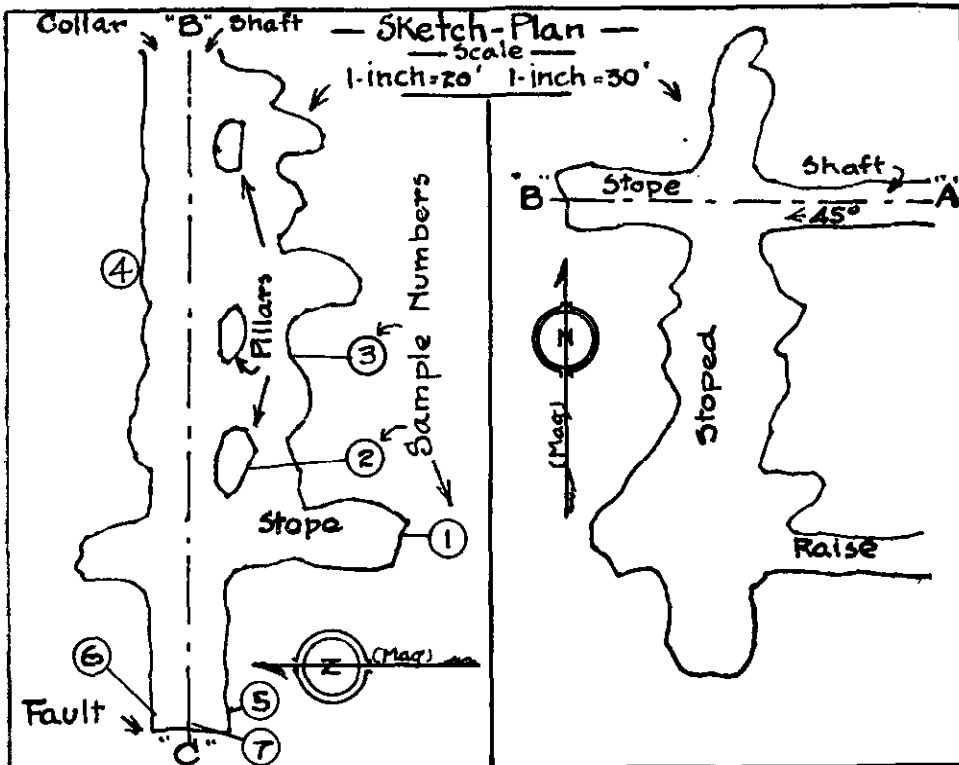 Collar "B" Shaft
— Sketch-Plan —
— Scale —
1-inch=20' 1-inch=30'
Pillars
Sample Numbers
4
3
2
Stope
1
(Mag)
Z
6
5
Fault
"C"
7
Shaft
Stope
"B"
"A"
45°
N
(Mag)
Stoped
Raise